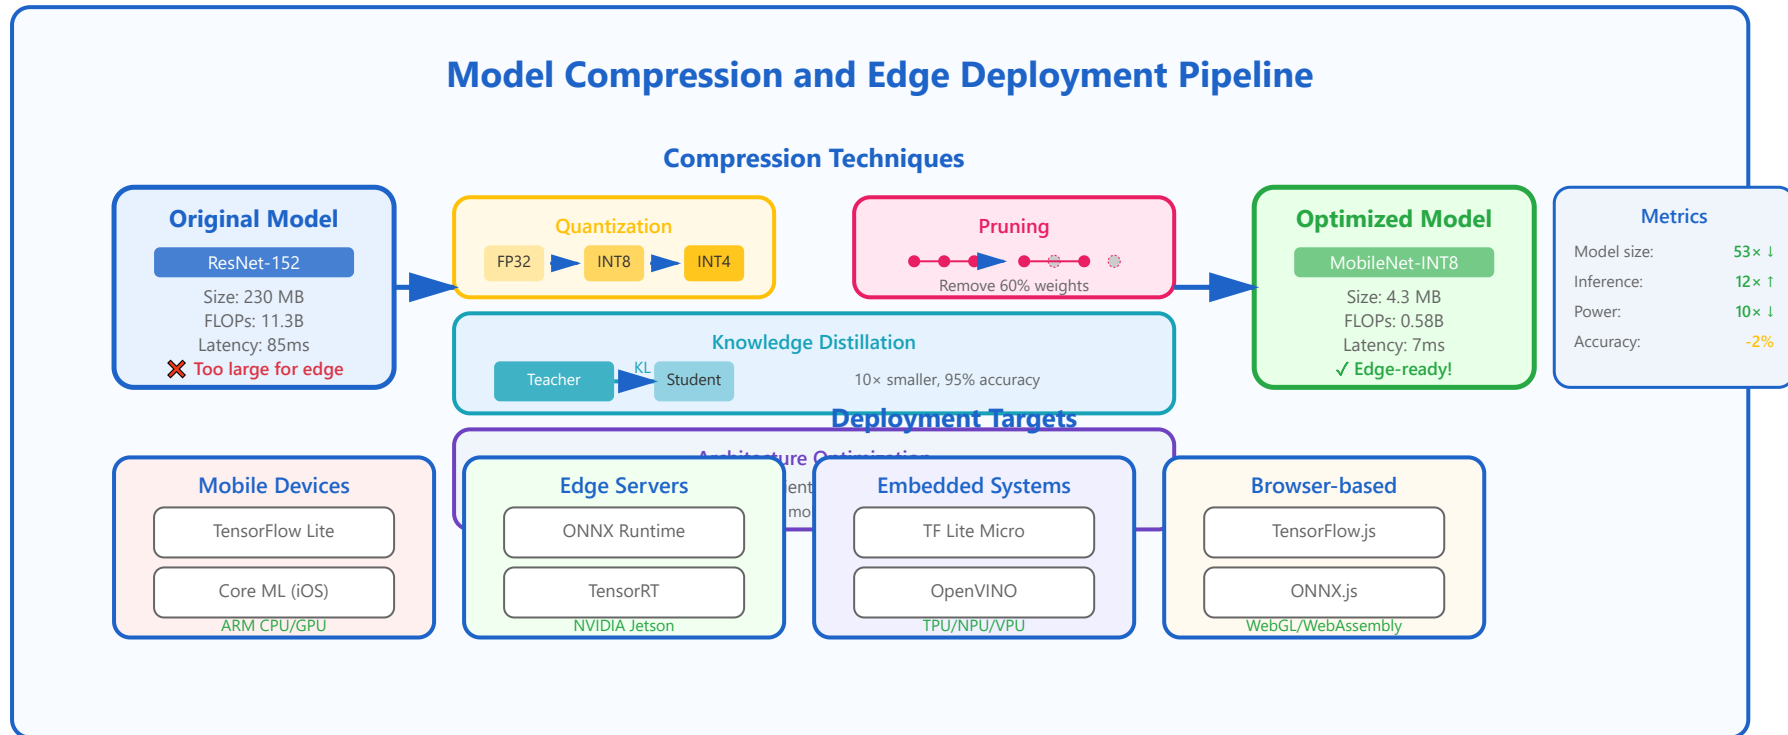 Model Compression and Edge Deployment Pipeline
Compression Techniques
Original Model
ResNet-152
Size: 230 MB
FLOPs: 11.3B
Latency: 85ms
❌ Too large for edge
Quantization
FP32
INT8
INT4
Pruning
Remove 60% weights
Knowledge Distillation
Teacher
KL
Student
10× smaller, 95% accuracy
Optimized Model
MobileNet-INT8
Size: 4.3 MB
FLOPs: 0.58B
Latency: 7ms
✓ Edge-ready!
Metrics
Model size: 53× ↓
Inference: 12× ↑
Power: 10× ↓
Accuracy: -2%
Deployment Targets
Architecture Optimization
Mobile Devices
TensorFlow Lite
Core ML (iOS)
ARM CPU/GPU
Edge Servers
ONNX Runtime
TensorRT
NVIDIA Jetson
Embedded Systems
TF Lite Micro
OpenVINO
TPU/NPU/VPU
Browser-based
TensorFlow.js
ONNX.js
WebGL/WebAssembly